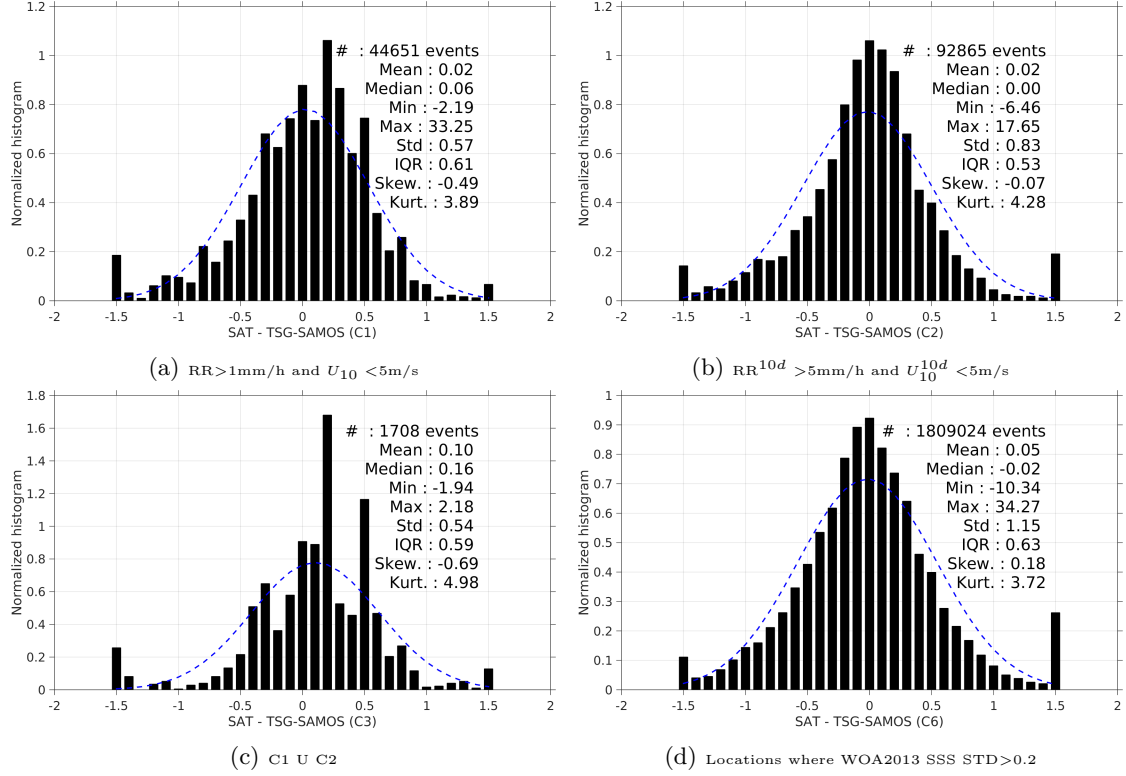 1.2
1
0.8
0.6
0.4
0.2
0
Normalized histogram
# : 44651 events
Mean : 0.02
Median : 0.06
Min : -2.19
Max : 33.25
Std : 0.57
IQR : 0.61
Skew. : -0.49
Kurt. : 3.89
-2 -1.5 -1 -0.5 0 0.5 1 1.5 2
SAT - TSG-SAMOS (C1)
(a) RR>1mm/h and U10 <5m/s
1.2
1
0.8
0.6
0.4
0.2
0
Normalized histogram
# : 92865 events
Mean : 0.02
Median : 0.00
Min : -6.46
Max : 17.65
Std : 0.83
IQR : 0.53
Skew. : -0.07
Kurt. : 4.28
-2 -1.5 -1 -0.5 0 0.5 1 1.5 2
SAT - TSG-SAMOS (C2)
(b) RR^10d >5mm/h and U10^10d <5m/s
1.8
1.6
1.4
1.2
1
0.8
0.6
0.4
0.2
0
Normalized histogram
# : 1708 events
Mean : 0.10
Median : 0.16
Min : -1.94
Max : 2.18
Std : 0.54
IQR : 0.59
Skew. : -0.69
Kurt. : 4.98
-2 -1.5 -1 -0.5 0 0.5 1 1.5 2
SAT - TSG-SAMOS (C3)
(c) C1 U C2
1
0.9
0.8
0.7
0.6
0.5
0.4
0.3
0.2
0.1
0
Normalized histogram
# : 1809024 events
Mean : 0.05
Median : -0.02
Min : -10.34
Max : 34.27
Std : 1.15
IQR : 0.63
Skew. : 0.18
Kurt. : 3.72
-2 -1.5 -1 -0.5 0 0.5 1 1.5 2
SAT - TSG-SAMOS (C6)
(d) Locations where WOA2013 SSS STD>0.2